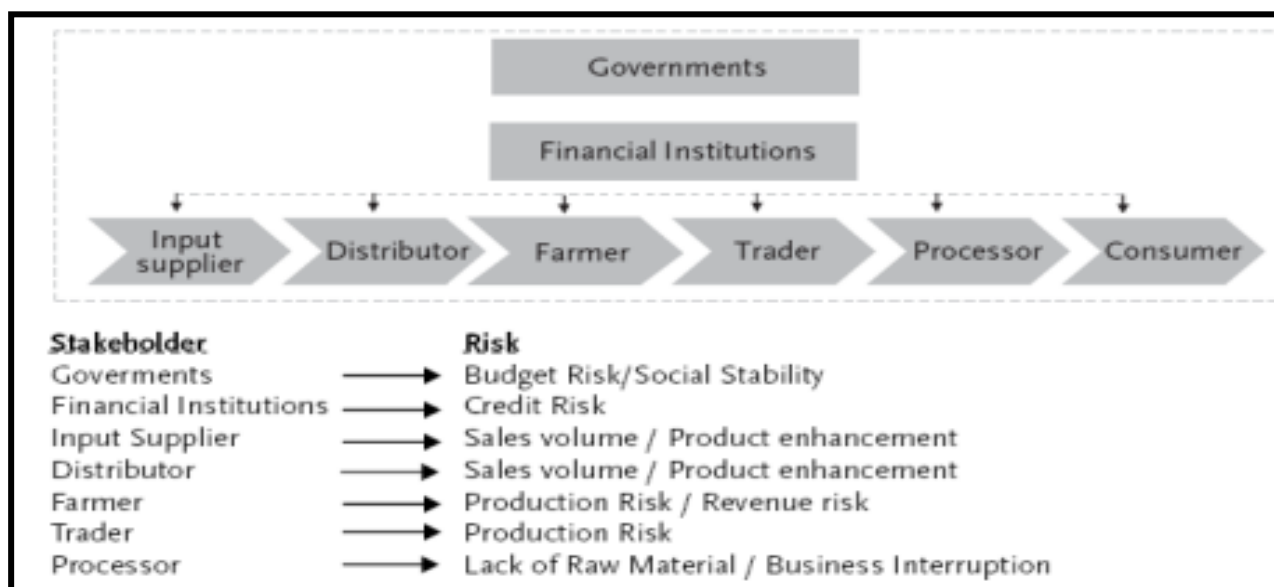 Governments
Financial Institutions
Input
supplier
Distributor
Farmer
Trader
Processor
Consumer
Stakeholder Risk
Goverments Budget Risk/Social Stability
Financial Institutions Credit Risk
Input Supplier Sales volume / Product enhancement
Distributor Sales volume / Product enhancement
Farmer Production Risk / Revenue risk
Trader Production Risk
Processor Lack of Raw Material / Business Interruption